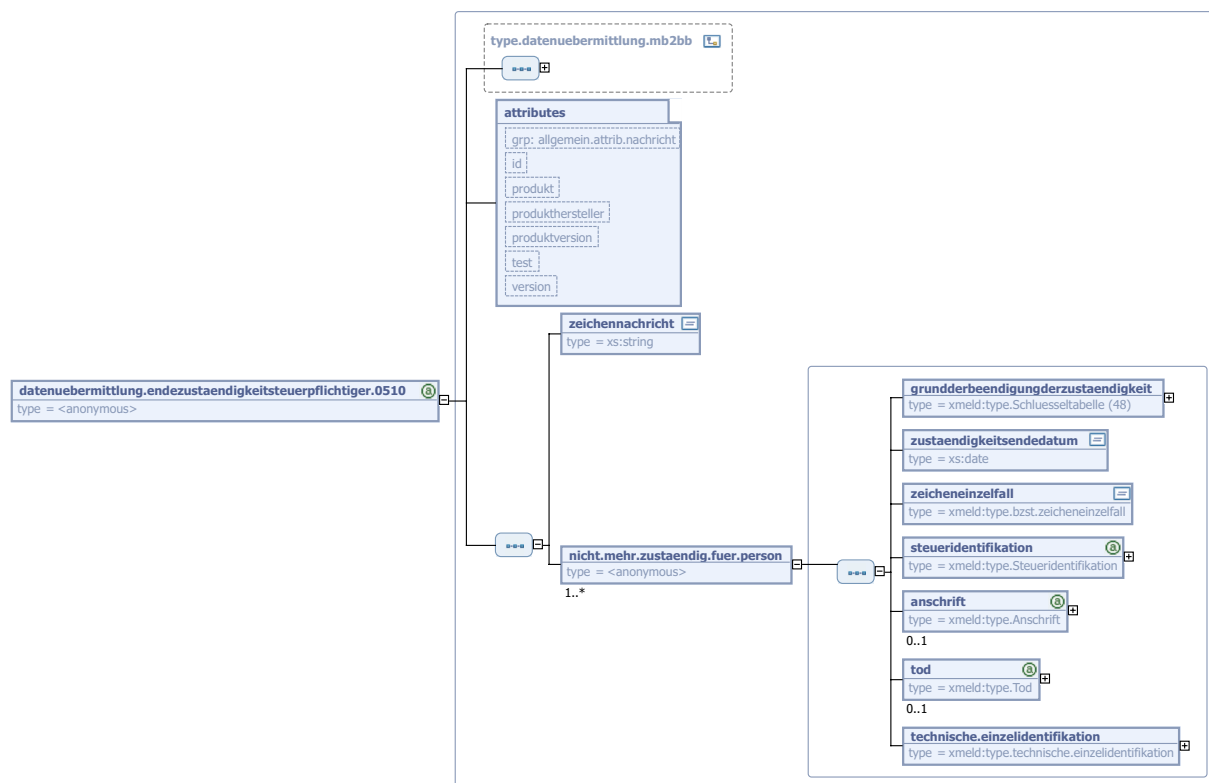 type.datenuebermittlung.mb2bb
attributes
grp: allgemein.attrib.nachricht
id
produkt
produkthersteller
produktversion
test
version
zeichennachricht
type = xs:string
datenuebermittlung.endezustaendigkeitsteuerpflichtiger.0510
type = <anonymous>
nicht.mehr.zustaendig.fuer.person
type = <anonymous>
1..*
grundderbeendigungderzustaendigkeit
type = xmeld:type.Schluesseltabelle (48)
zustaendigkeitsendedatum
type = xs:date
zeicheneinzelfall
type = xmeld:type.bzst.zeicheneinzelfall
steueridentifikation
type = xmeld:type.Steueridentifikation
anschrift
type = xmeld:type.Anschrift
0..1
tod
type = xmeld:type.Tod
0..1
technische.einzelidentifikation
type = xmeld:type.technische.einzelidentifikation